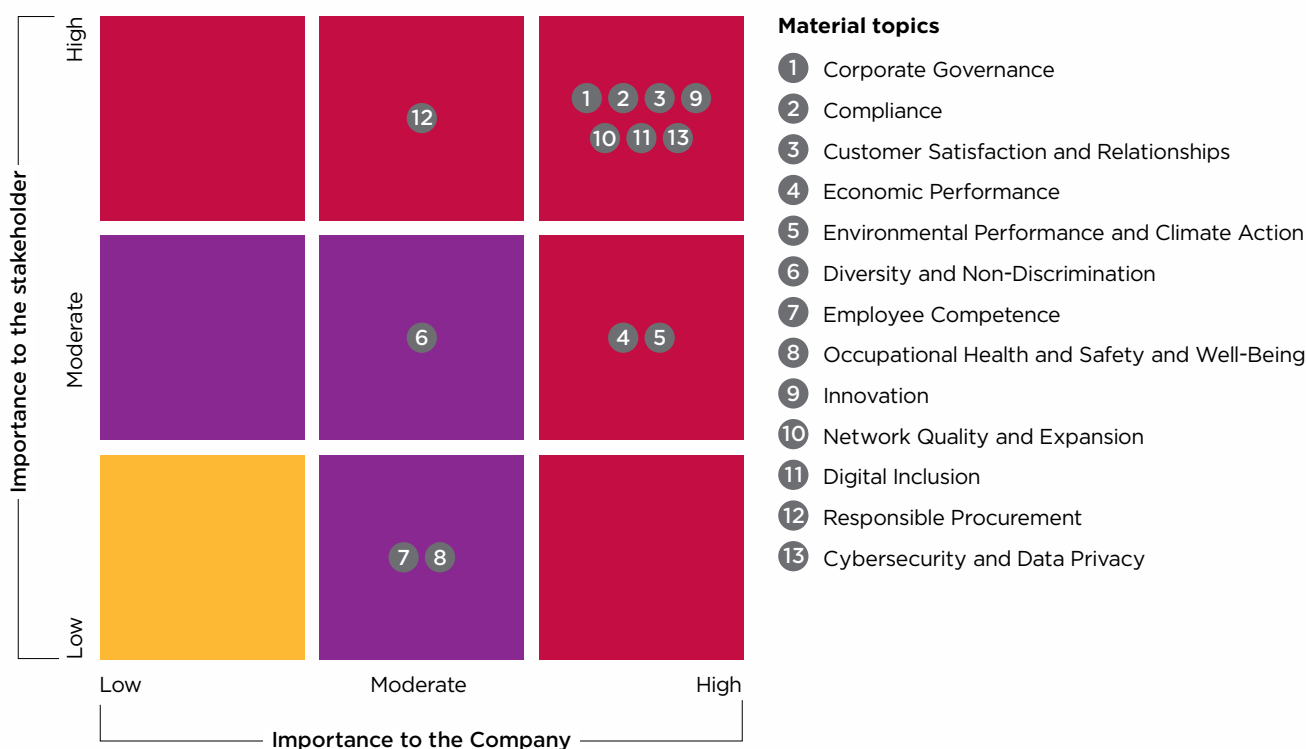 Importance to the stakeholder
High
Moderate
Low
12
1 2 3 9
10 11 13
6
4 5
7 8
Low Moderate High
Importance to the Company
Material topics
1 Corporate Governance
2 Compliance
3 Customer Satisfaction and Relationships
4 Economic Performance
5 Environmental Performance and Climate Action
6 Diversity and Non-Discrimination
7 Employee Competence
8 Occupational Health and Safety and Well-Being
9 Innovation
10 Network Quality and Expansion
11 Digital Inclusion
12 Responsible Procurement
13 Cybersecurity and Data Privacy